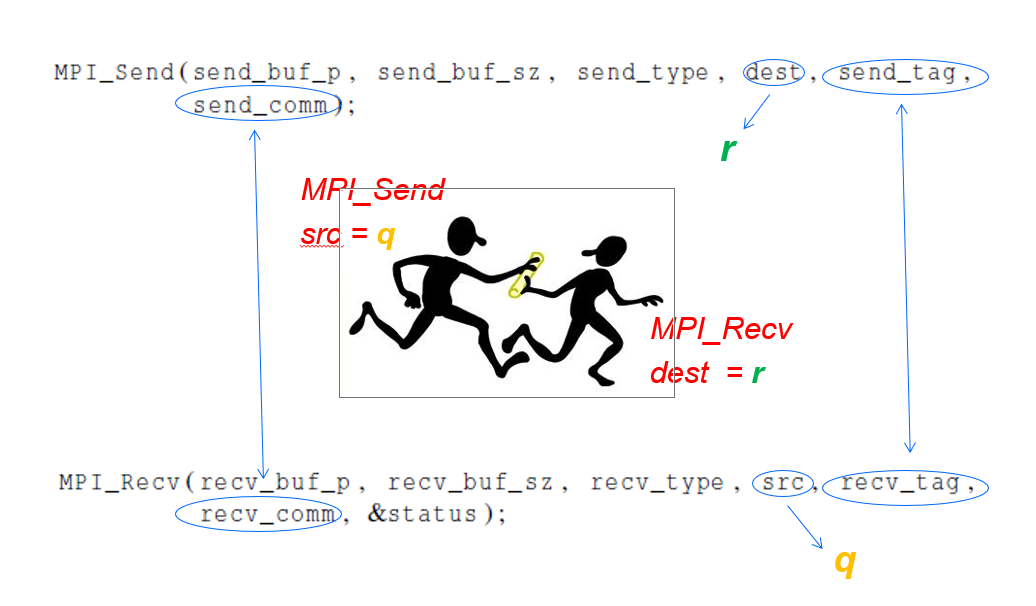 MPI_Send(send_buf_p, send_buf_sz, send_type, dest, send_tag,
send_comm);
r
MPI_Send
src = q
MPI_Recv
dest = r
MPI_Recv(recv_buf_p, recv_buf_sz, recv_type, src, recv_tag,
recv_comm, &status);
q